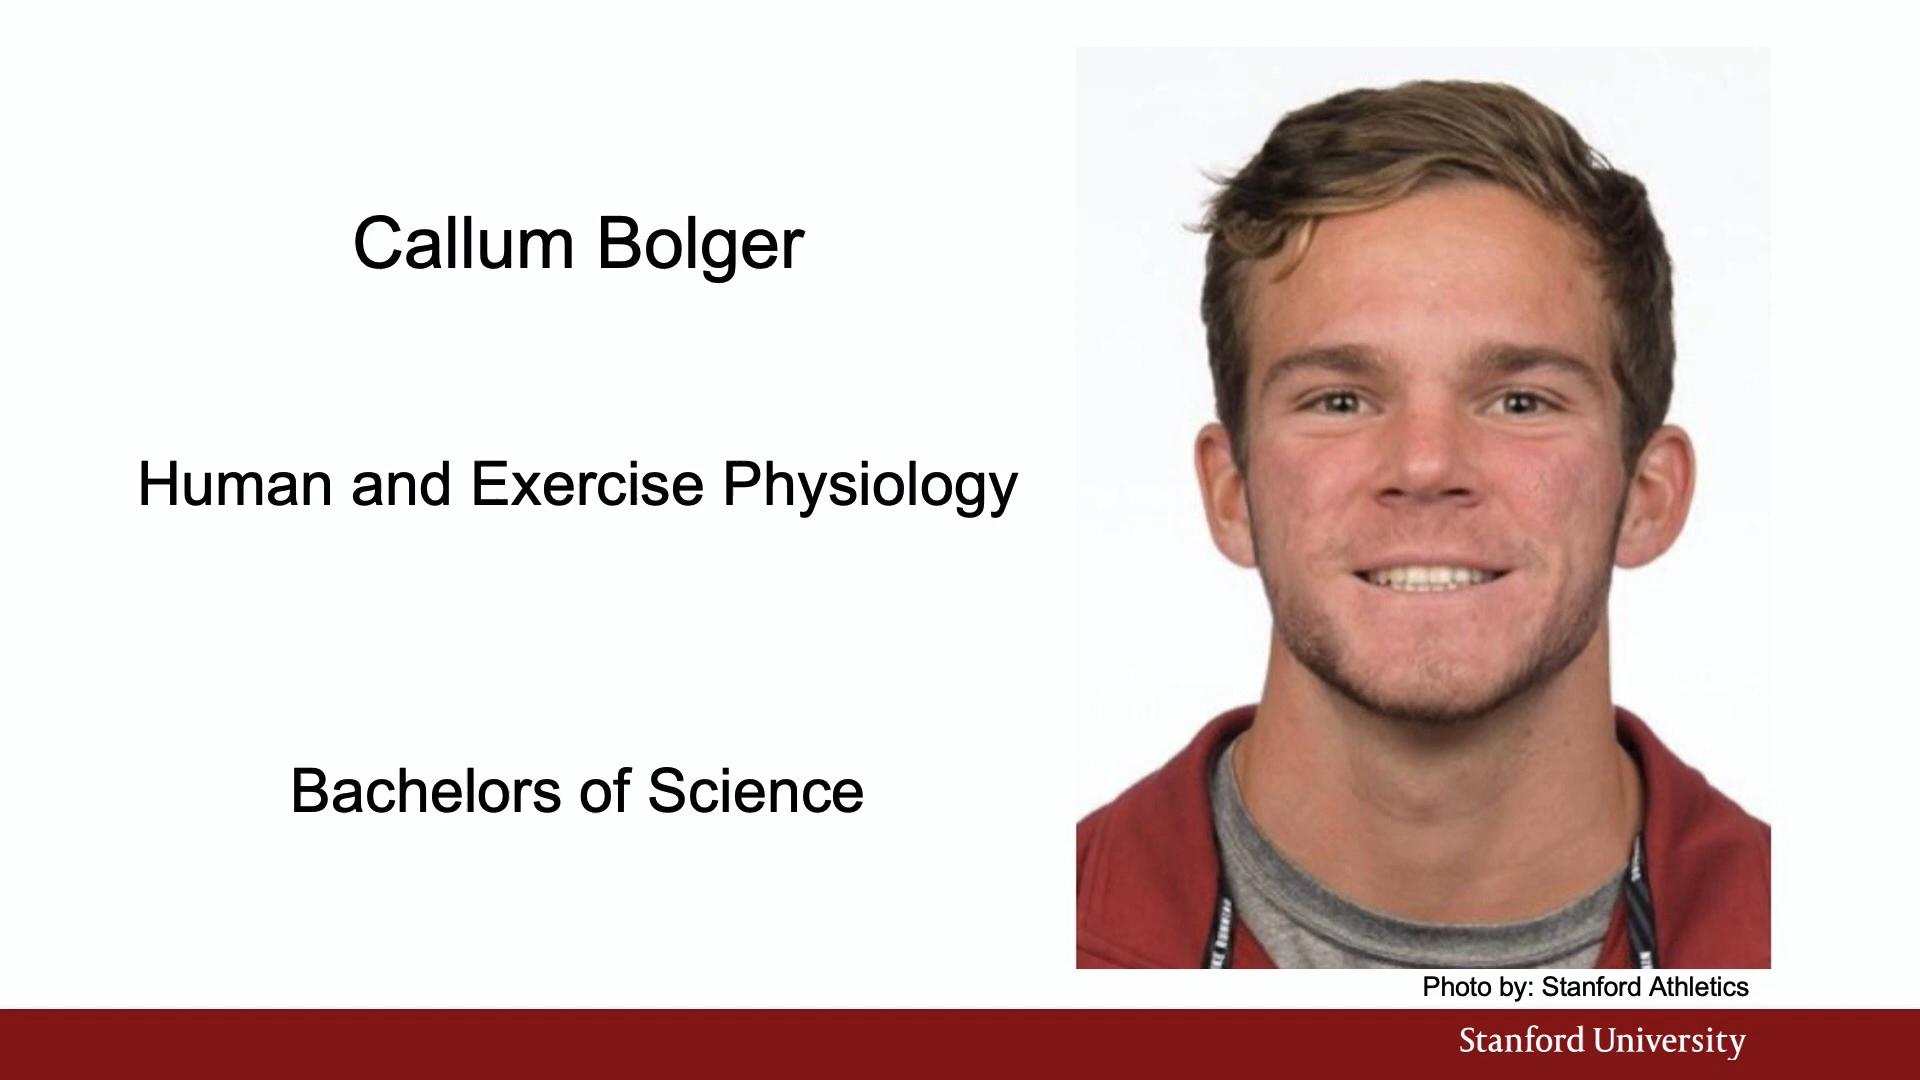 Callum Bolger
Human and Exercise Physiology
Bachelors of Science
Photo by: Stanford Athletics
Stanford University